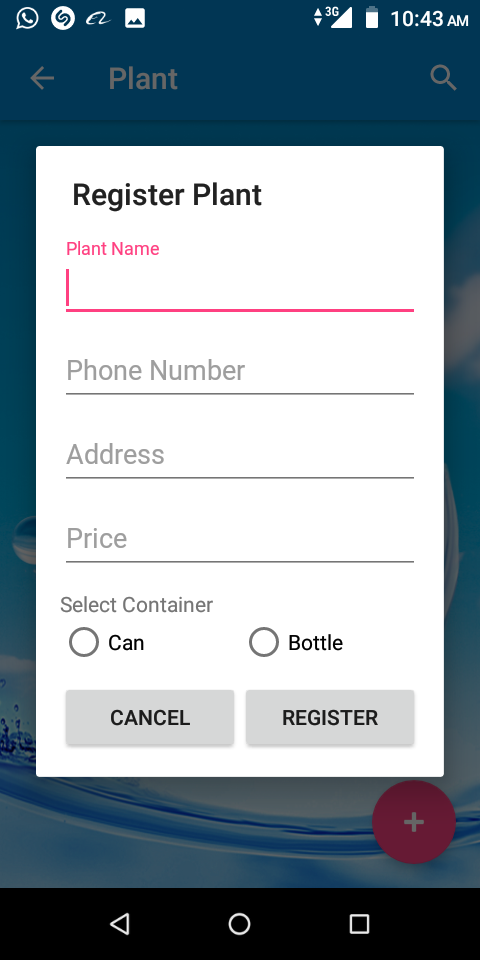 3G 10:43 AM
Plant
Register Plant
Plant Name
Phone Number
Address
Price
Select Container
Can Bottle
CANCEL REGISTER